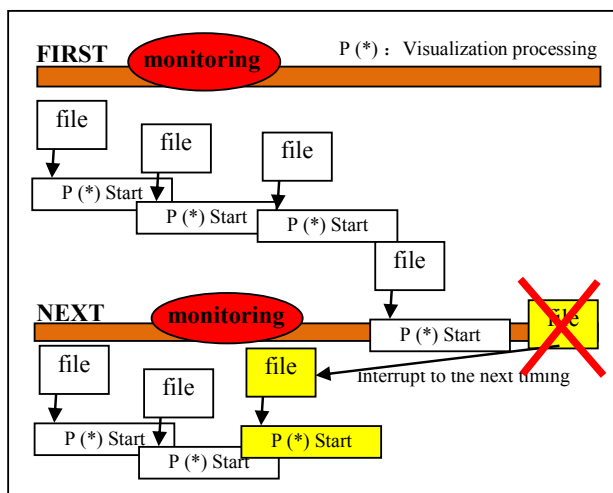 FIRST
monitoring
P (*) : Visualization processing
file
file
file
P (*) Start
P (*) Start
P (*) Start
file
NEXT
monitoring
P (*) Start
file
file
file
file
Interrupt to the next timing
P (*) Start
P (*) Start
P (*) Start